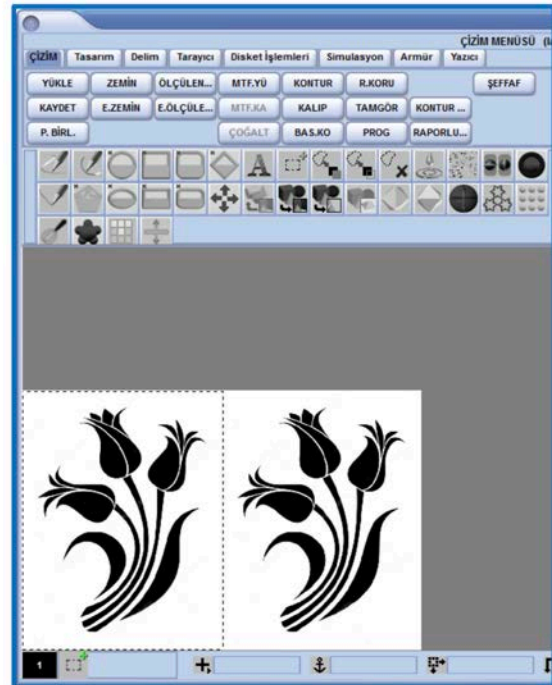 ÇİZİM MENÜSÜ
ÇİZİM Tasarım Delim Tarayıcı Disket İşlemleri Simulasyon Armür Yazıcı
YÜKLE ZEMİN ÖLÇÜLEN... MTF.YÜ KONTUR R.KORU ŞEFFAF
KAYDET E.ZEMİN E.ÖLÇÜLE... MTF.KA KALIP TAMGÖR KONTUR ...
P. BİRL. ÇOĞALT BAS.KO PROG RAPORLU...
A
1